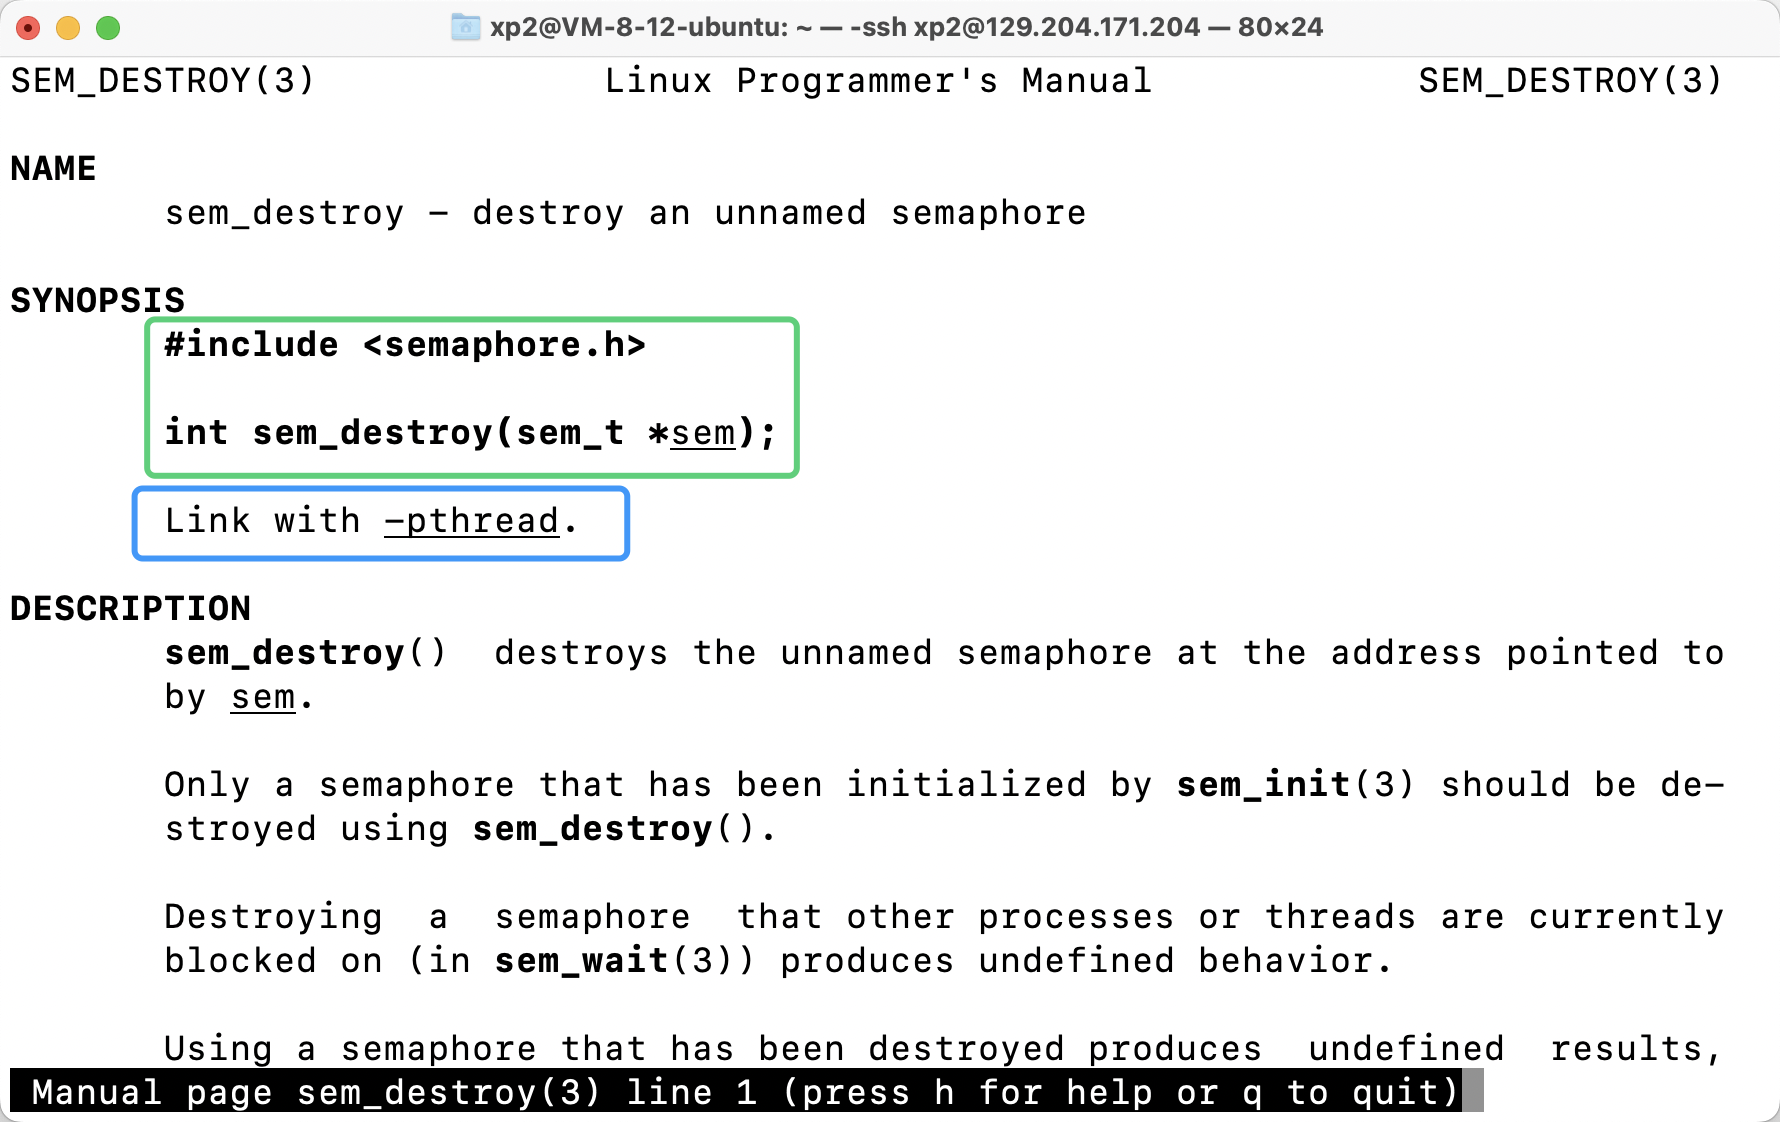 xp2@VM-8-12-ubuntu: ~ — -ssh xp2@129.204.171.204 — 80×24
SEM_DESTROY(3) Linux Programmer's Manual SEM_DESTROY(3)
NAME
sem_destroy - destroy an unnamed semaphore
SYNOPSIS
#include <semaphore.h>
int sem_destroy(sem_t *sem);
Link with -pthread.
DESCRIPTION
sem_destroy() destroys the unnamed semaphore at the address pointed to
by sem.
Only a semaphore that has been initialized by sem_init(3) should be de-
stroyed using sem_destroy().
Destroying a semaphore that other processes or threads are currently
blocked on (in sem_wait(3)) produces undefined behavior.
Using a semaphore that has been destroyed produces undefined results,
Manual page sem_destroy(3) line 1 (press h for help or q to quit)